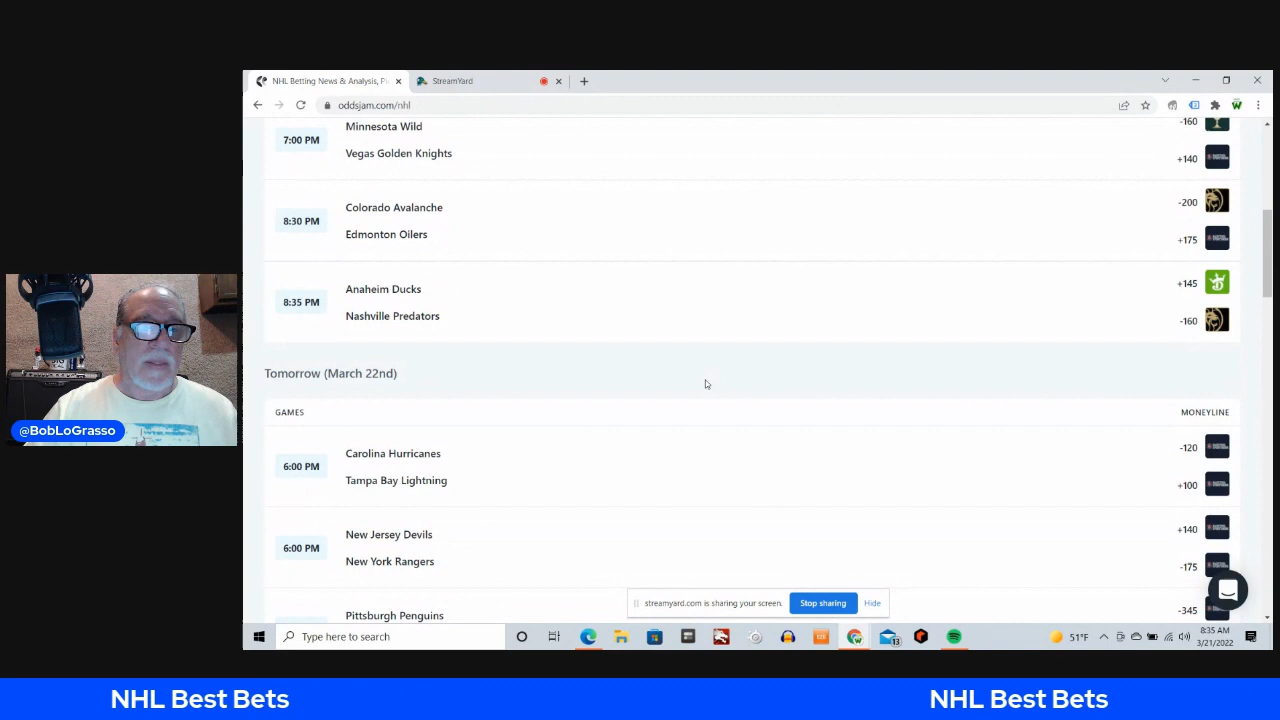 NHL Betting News & Analysis, Pi
StreamYard
oddsjam.com/nhl
7:00 PM
Minnesota Wild
-160
Vegas Golden Knights
+140
8:30 PM
Colorado Avalanche
-200
Edmonton Oilers
+175
8:35 PM
Anaheim Ducks
+145
Nashville Predators
-160
Tomorrow (March 22nd)
GAMES
MONEYLINE
6:00 PM
Carolina Hurricanes
-120
Tampa Bay Lightning
+100
6:00 PM
New Jersey Devils
+140
New York Rangers
-175
Pittsburgh Penguins
-345
streamyard.com is sharing your screen.
Stop sharing
Hide
@BobLoGrasso
Type here to search
13
51°F
8:35 AM
3/21/2022
NHL Best Bets
NHL Best Bets